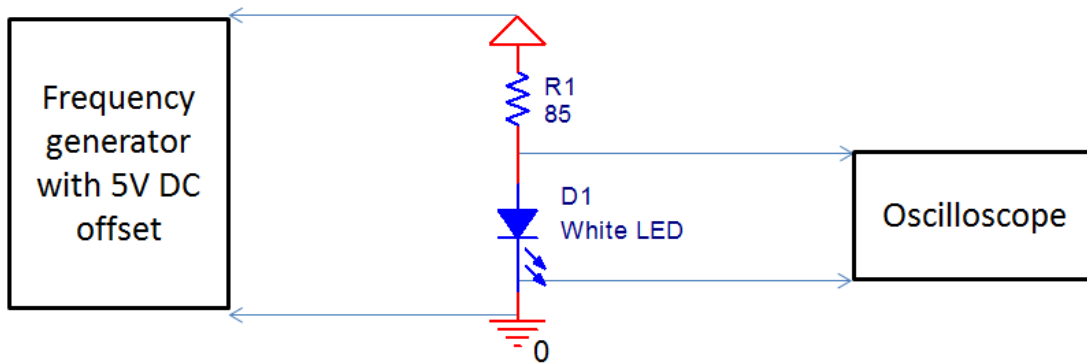 Frequency
generator
with 5V DC
offset
R1
85
D1
White LED
Oscilloscope
0